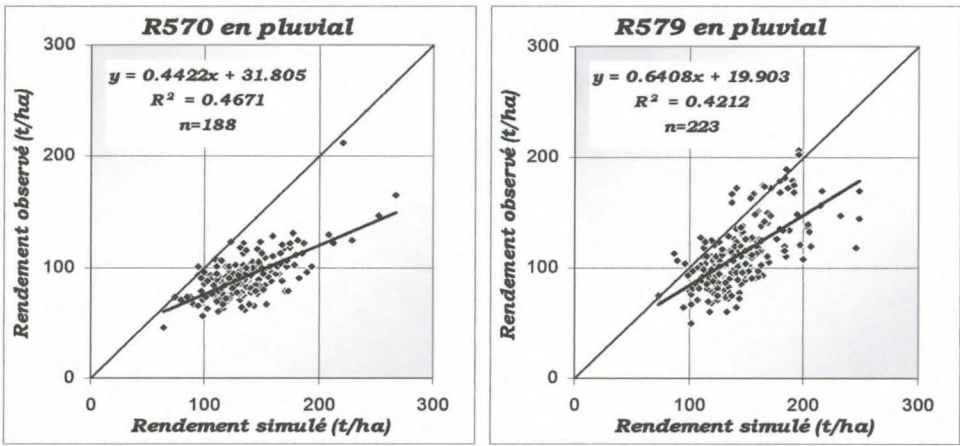 R570 en pluvial
300
200
100
0
Rendement observé (t/ha)
y = 0.4422x + 31.805
R² = 0.4671
n=188
0 100 200 300
Rendement simulé (t/ha)
R579 en pluvial
300
200
100
0
Rendement observé (t/ha)
y = 0.6408x + 19.903
R² = 0.4212
n=223
0 100 200 300
Rendement simulé (t/ha)